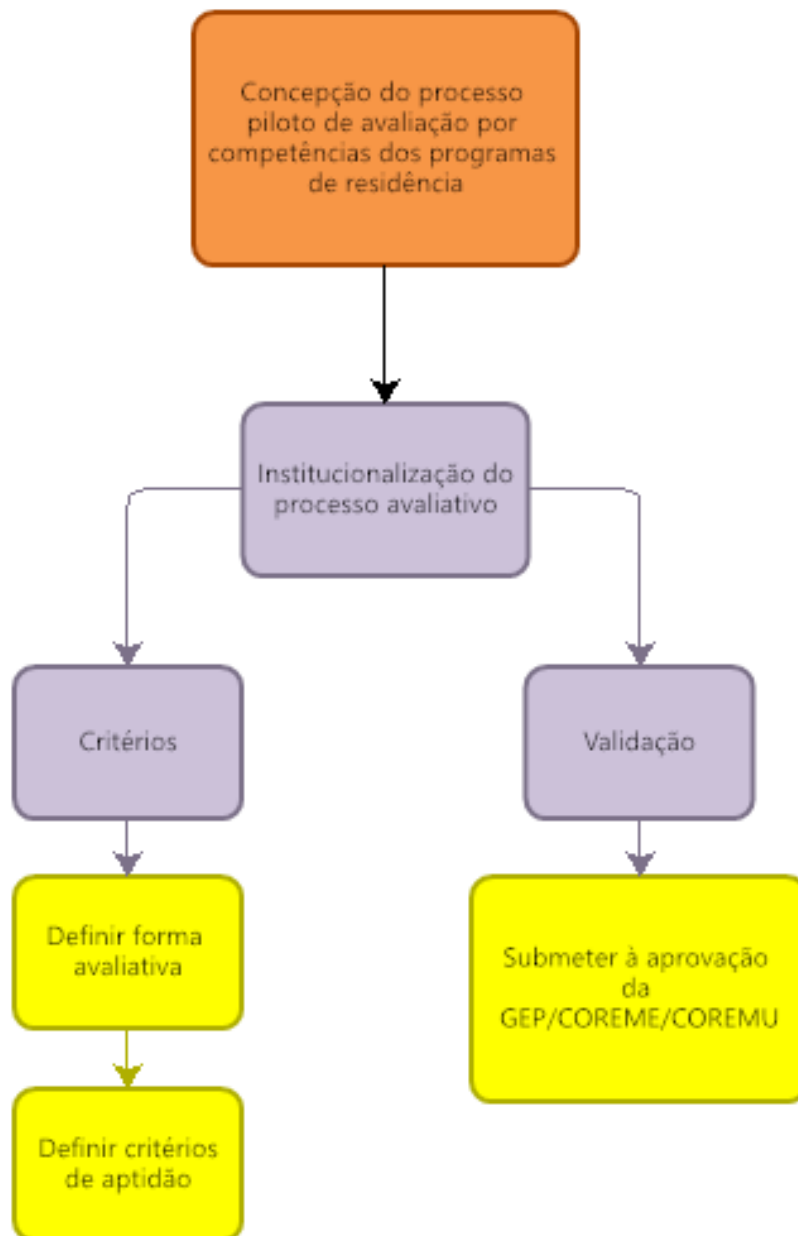 Concepção do processo
piloto de avaliação por
competências dos programas
de residência
Institucionalização do
processo avaliativo
Critérios
Validação
Definir forma
avaliativa
Submeter à aprovação
da
GEP/COREME/COREMU
Definir critérios
de aptidão